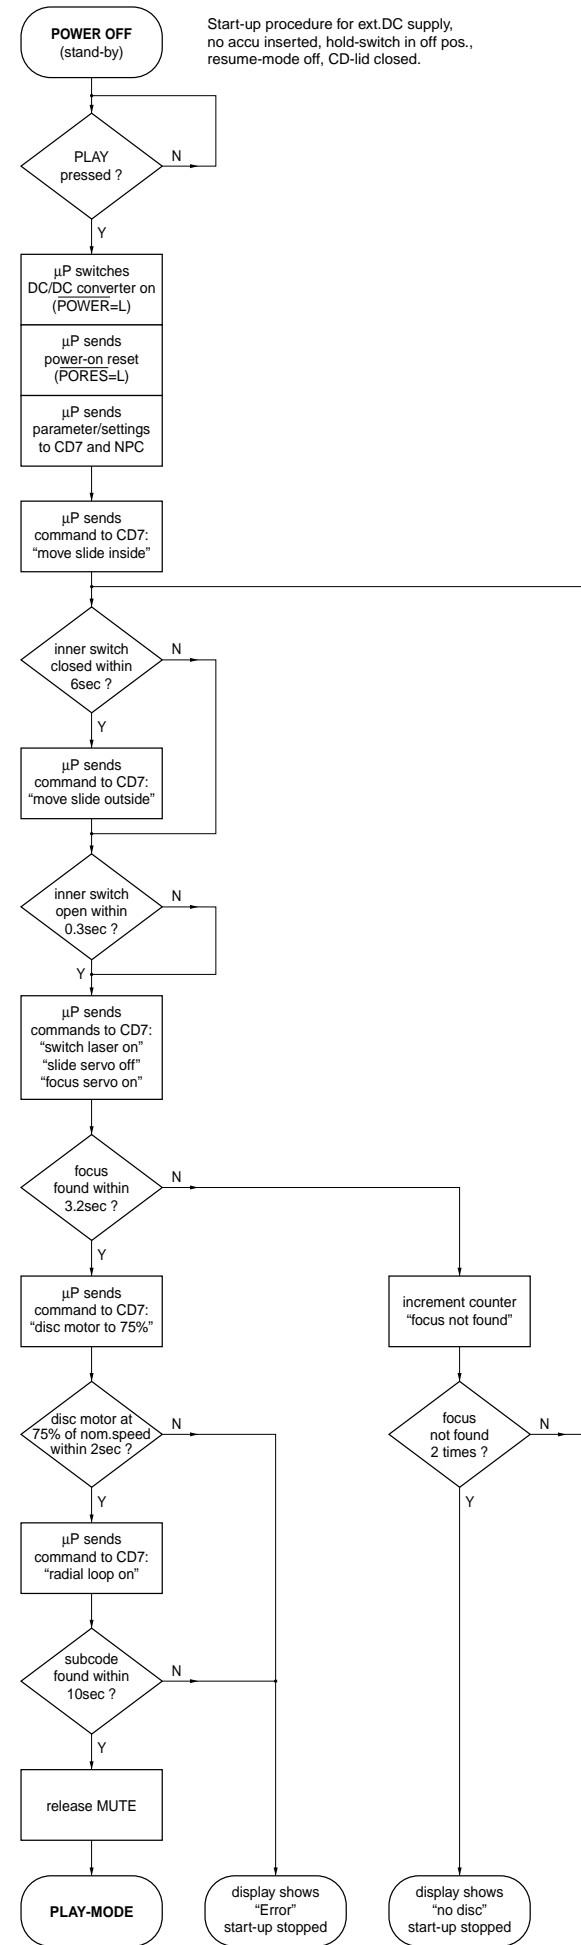 POWER OFF
(stand-by)
Start-up procedure for ext.DC supply,
no accu inserted, hold-switch in off pos.,
resume-mode off, CD-lid closed.
PLAY
pressed ?
N
Y
µP switches
DC/DC converter on
(POWER=L)
µP sends
power-on reset
(PORES=L)
µP sends
parameter/settings
to CD7 and NPC
µP sends
command to CD7:
“move slide inside”
inner switch
closed within
6sec ?
N
Y
µP sends
command to CD7:
“move slide outside”
inner switch
open within
0.3sec ?
N
Y
µP sends
commands to CD7:
“switch laser on”
“slide servo off”
“focus servo on”
focus
found within
3.2sec ?
N
Y
µP sends
command to CD7:
“disc motor to 75%”
increment counter
“focus not found”
disc motor at
75% of nom.speed
within 2sec ?
N
Y
focus
not found
2 times ?
N
Y
µP sends
command to CD7:
“radial loop on”
subcode
found within
10sec ?
N
Y
release MUTE
PLAY-MODE
display shows
“Error”
start-up stopped
display shows
“no disc”
start-up stopped